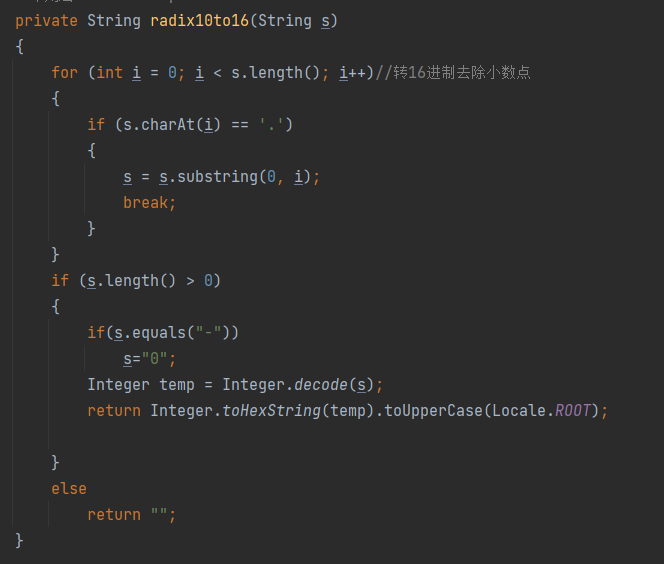 private String radix10to16(String s)
{
    for (int i = 0; i < s.length(); i++)//转16进制去除小数点
    {
        if (s.charAt(i) == '.')
        {
            s = s.substring(0, i);
            break;
        }
    }
    if (s.length() > 0)
    {
        if(s.equals("-"))
            s="0";
        Integer temp = Integer.decode(s);
        return Integer.toHexString(temp).toUpperCase(Locale.ROOT);
    }
    else
        return "";
}